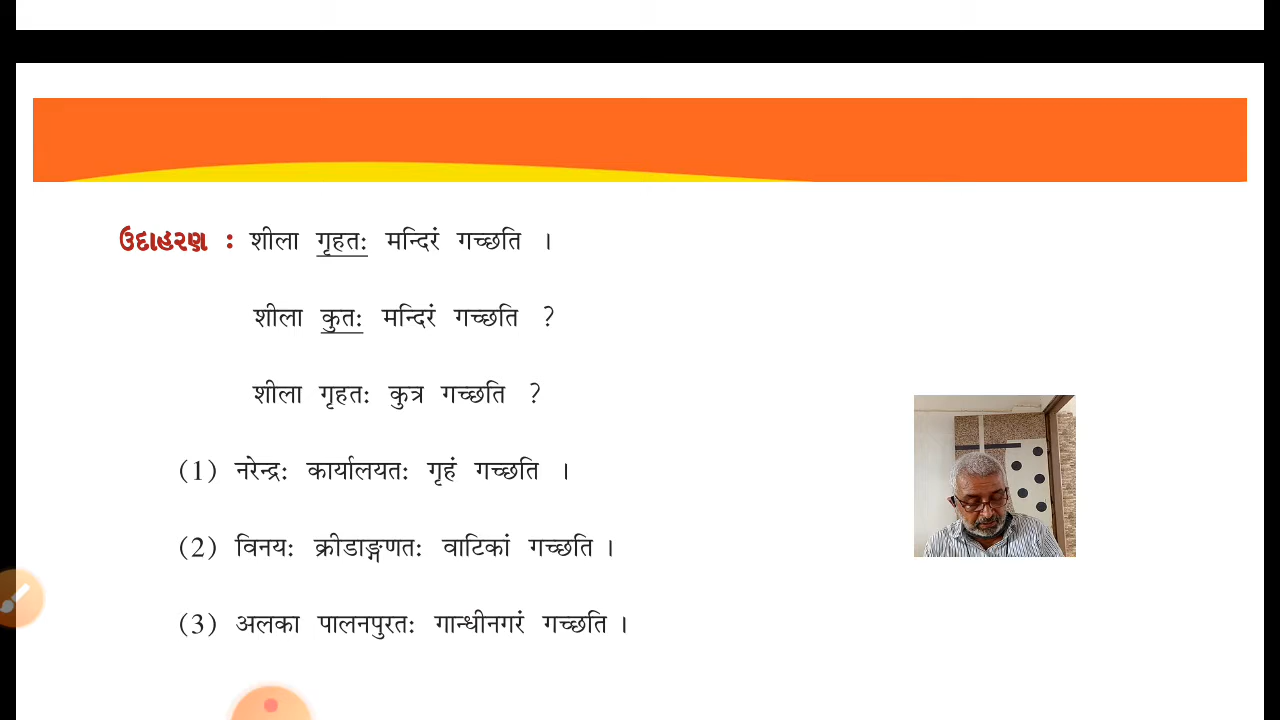 ઉદાહરણ : शीला गृहतः मन्दिरं गच्छति ।
शीला कुतः मन्दिरं गच्छति ?
शीला गृहतः कुत्र गच्छति ?
(1) नरेन्द्रः कार्यालयतः गृहं गच्छति ।
(2) विनयः क्रीडाङ्गणतः वाटिकां गच्छति ।
(3) अलका पालनपुरतः गान्धीनगरं गच्छति ।